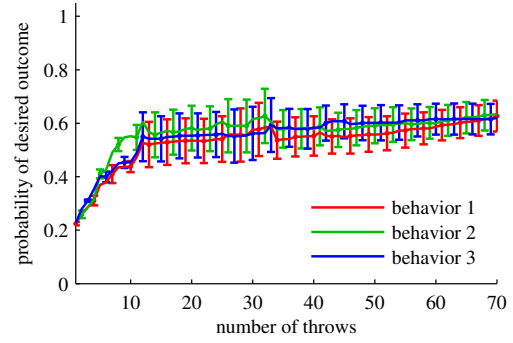 probability of desired outcome
1
0.8
0.6
0.4
0.2
0
10 20 30 40 50 60 70
number of throws
behavior 1
behavior 2
behavior 3